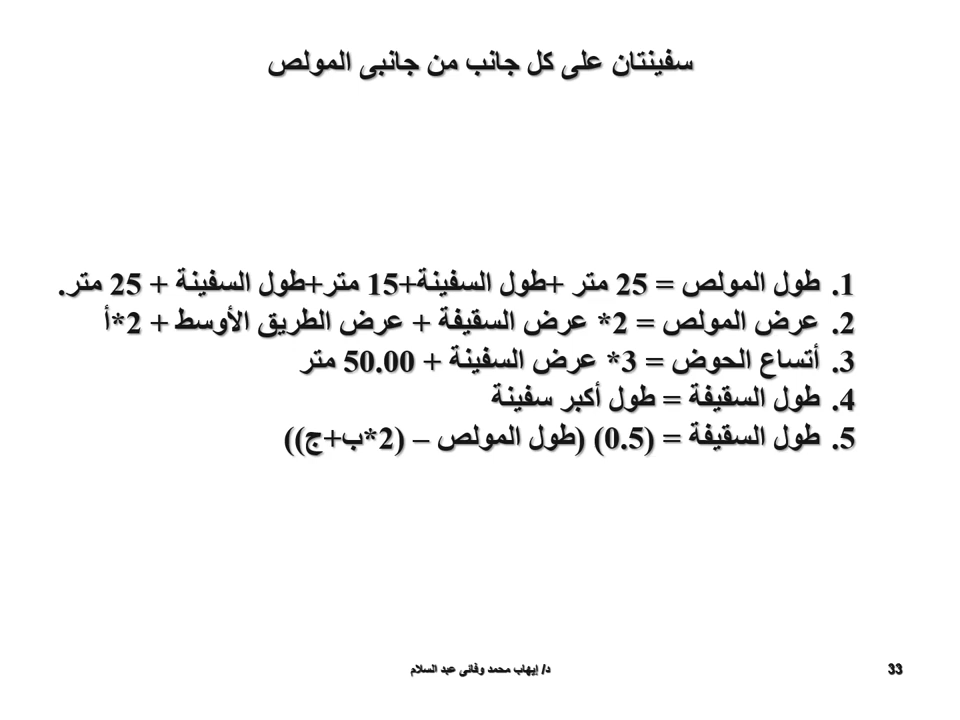 سفينتان على كل جانب من جانبى المولص
1. طول المولص = 25 متر +طول السفينة+15 متر+طول السفينة + 25 متر.
2. عرض المولص = 2* عرض السقيفة + عرض الطريق الأوسط + 2*أ
3. أتساع الحوض = 3* عرض السفينة + 50.00 متر
4. طول السقيفة = طول أكبر سفينة
5. طول السقيفة = (0.5) (طول المولص – (2*ب+ج))
د/ إيهاب محمد وفائى عبد السلام
33